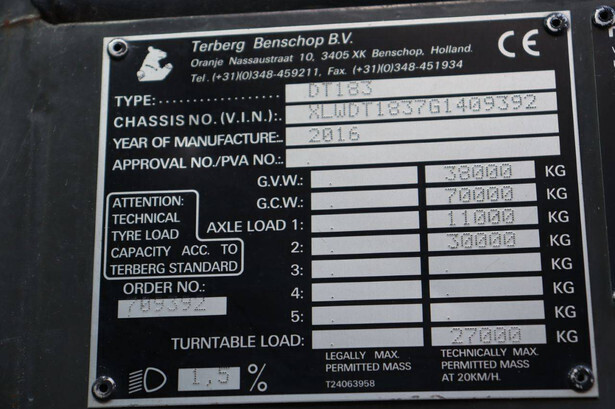 Terberg Benschop B.V.
Oranje Nassaustraat 10, 3405 XK Benschop, Holland.
Tel. (+31)(0)348-459211, Fax. (+31)(0)348-451934
CE
TYPE:................ DT183
CHASSIS NO. (V.I.N.):. XLWDT1837G1409392
YEAR OF MANUFACTURE:.. 2016
APPROVAL NO./PVA NO.:. .
G.V.W.: . 38000 KG
G.C.W.: . 70000 KG
AXLE LOAD 1: . 11000 KG
2: . 30000 KG
3: . . KG
4: . . KG
5: . . KG
TURNTABLE LOAD: . 27000 KG
ATTENTION:
TECHNICAL
TYRE LOAD
CAPACITY ACC. TO
TERBERG STANDARD
ORDER NO.:
709392
1,5 %
LEGALLY MAX.
PERMITTED MASS
T24063958
TECHNICALLY MAX.
PERMITTED MASS
AT 20KM/H.